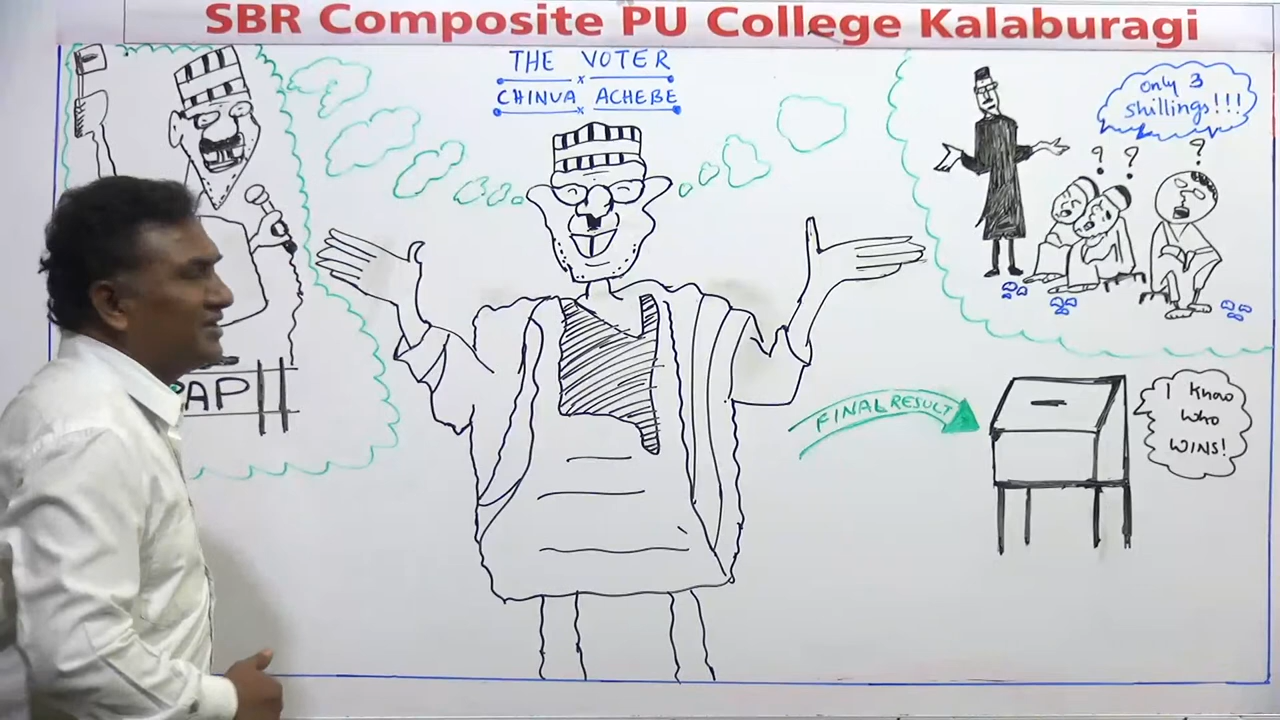 SBR Composite PU College Kalaburagi
THE VOTER
CHINUA ACHEBE
Only 3
shillings!!!
? ? ?
PAP
FINAL RESULT
I Know
Who
WINS!